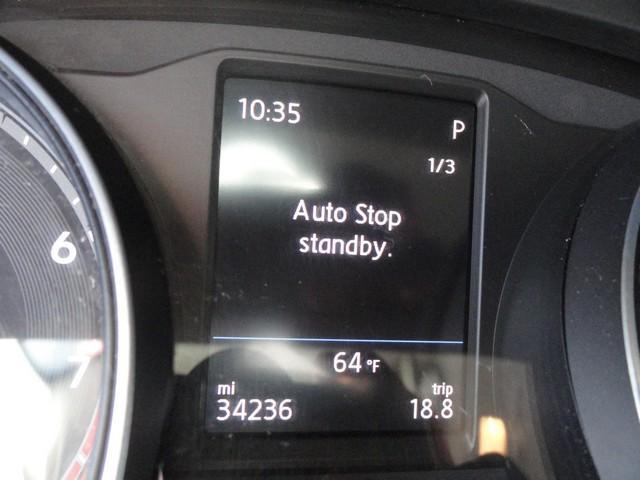 10:35
P
1/3
Auto Stop
standby.
64 °F
mi
trip
34236
18.8
6
7